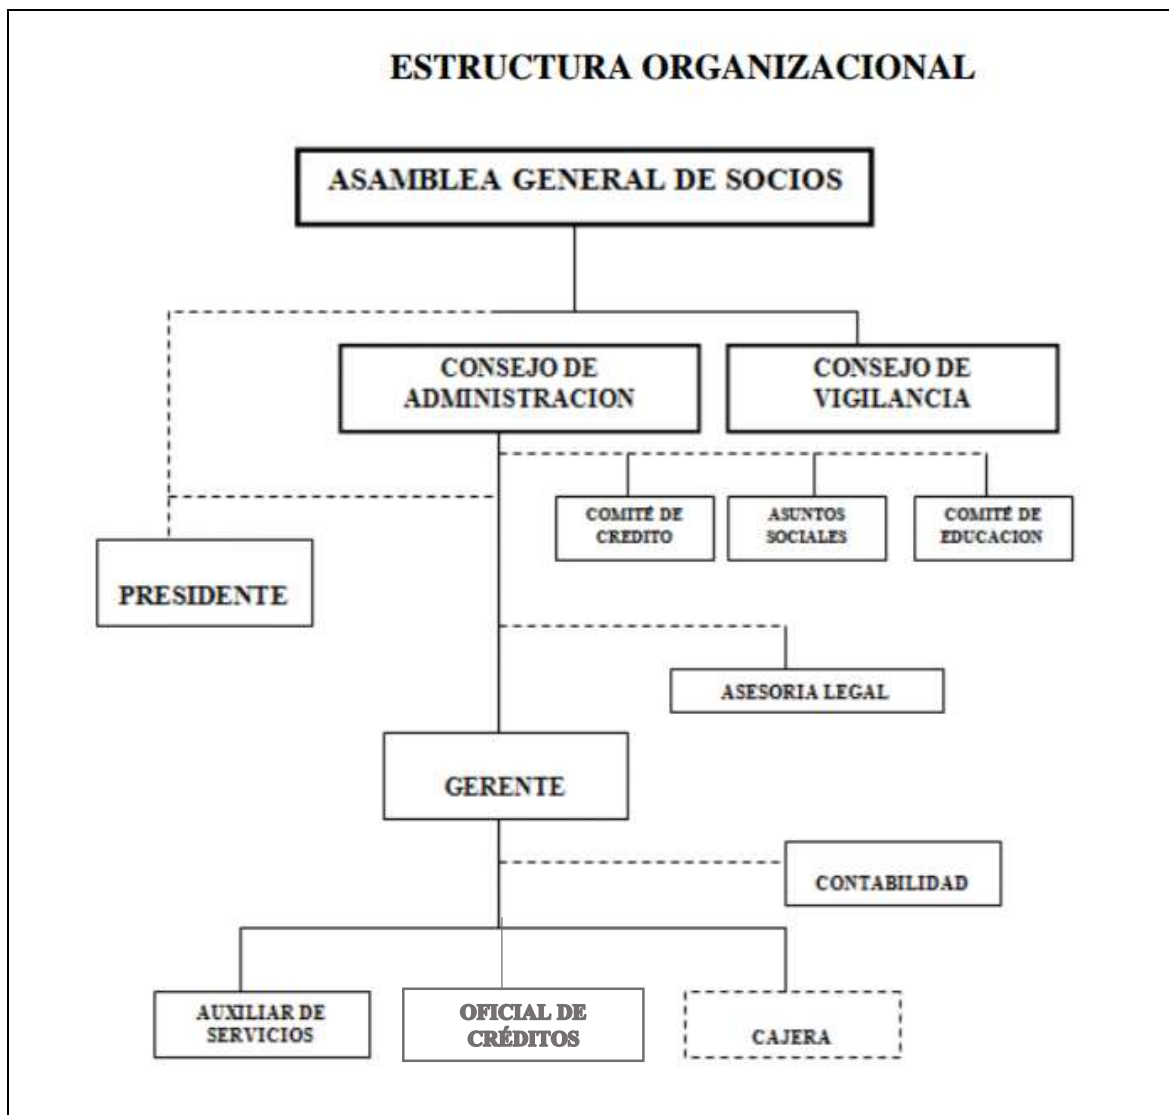 ESTRUCTURA ORGANIZACIONAL
ASAMBLEA GENERAL DE SOCIOS
CONSEJO DE
ADMINISTRACION
CONSEJO DE
VIGILANCIA
COMITÉ DE
CREDITO
ASUNTOS
SOCIALES
COMITÉ DE
EDUCACION
PRESIDENTE
ASESORIA LEGAL
GERENTE
CONTABILIDAD
AUXILIAR DE
SERVICIOS
OFICIAL DE
CRÉDITOS
CAJERA